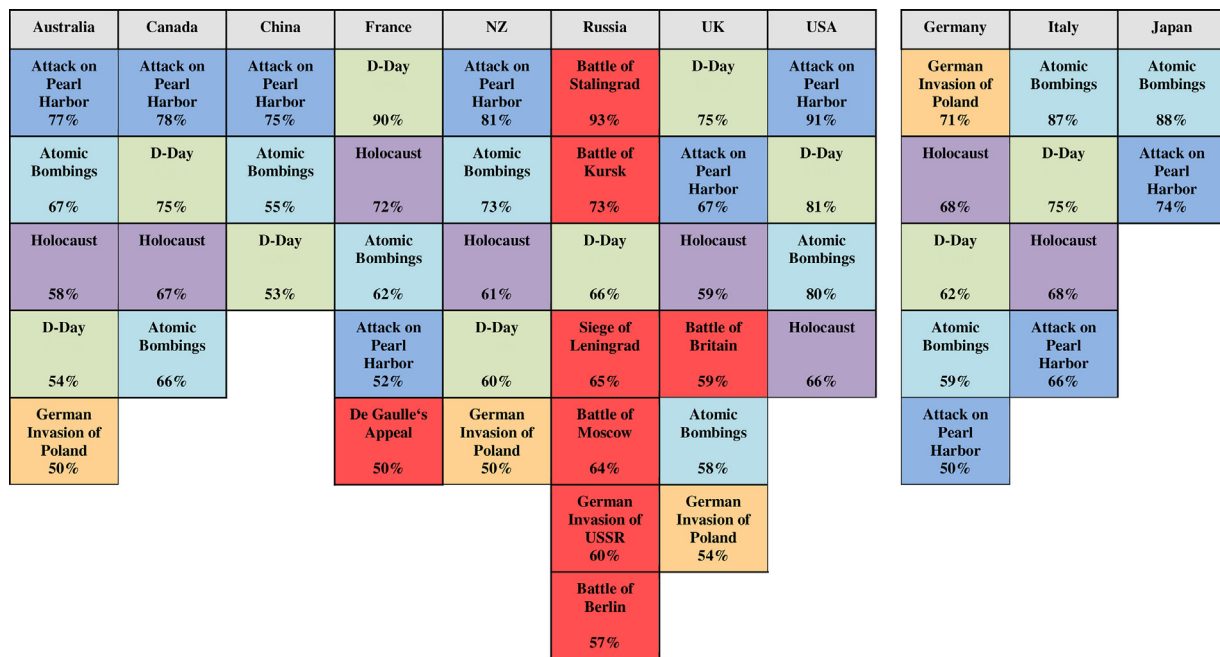 Australia Canada China France NZ Russia UK USA Germany Italy Japan
Attack on Attack on Attack on D-Day Attack on Battle of D-Day Attack on German Atomic Atomic
Pearl Pearl Pearl Pearl Stalingrad Pearl Invasion of Bombings Bombings
Harbor Harbor Harbor Harbor Harbor Poland
77% 78% 75% 90% 81% 93% 75% 91% 71% 87% 88%
Atomic D-Day Atomic Holocaust Atomic Battle of Attack on D-Day Holocaust D-Day Attack on
Bombings Bombings Bombings Kursk Pearl Pearl
Harbor Harbor
67% 75% 55% 72% 73% 73% 67% 81% 68% 75% 74%
Holocaust Holocaust D-Day Atomic Holocaust D-Day Holocaust Atomic D-Day Holocaust
Bombings Bombings
58% 67% 53% 62% 61% 66% 59% 80% 62% 68%
D-Day Atomic Attack on D-Day Siege of Battle of Holocaust Atomic Attack on
Bombings Pearl Leningrad Britain Bombings Pearl
Harbor Harbor
54% 66% 52% 60% 65% 59% 66% 59% 66%
German De Gaulle‘s German Battle of Atomic Attack on
Invasion of Appeal Invasion of Moscow Bombings Pearl
Poland Poland Harbor
50% 50% 50% 64% 58% 50%
German German
Invasion of Invasion of
USSR Poland
60% 54%
Battle of
Berlin
57%